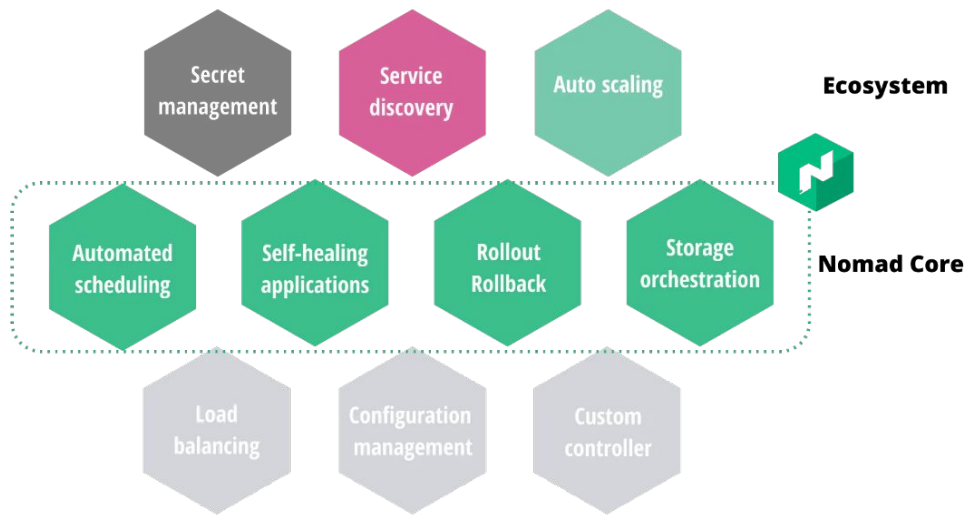 Secret
management
Service
discovery
Auto scaling
Ecosystem
Automated
scheduling
Self-healing
applications
Rollout
Rollback
Storage
orchestration
Nomad Core
Load
balancing
Configuration
management
Custom
controller